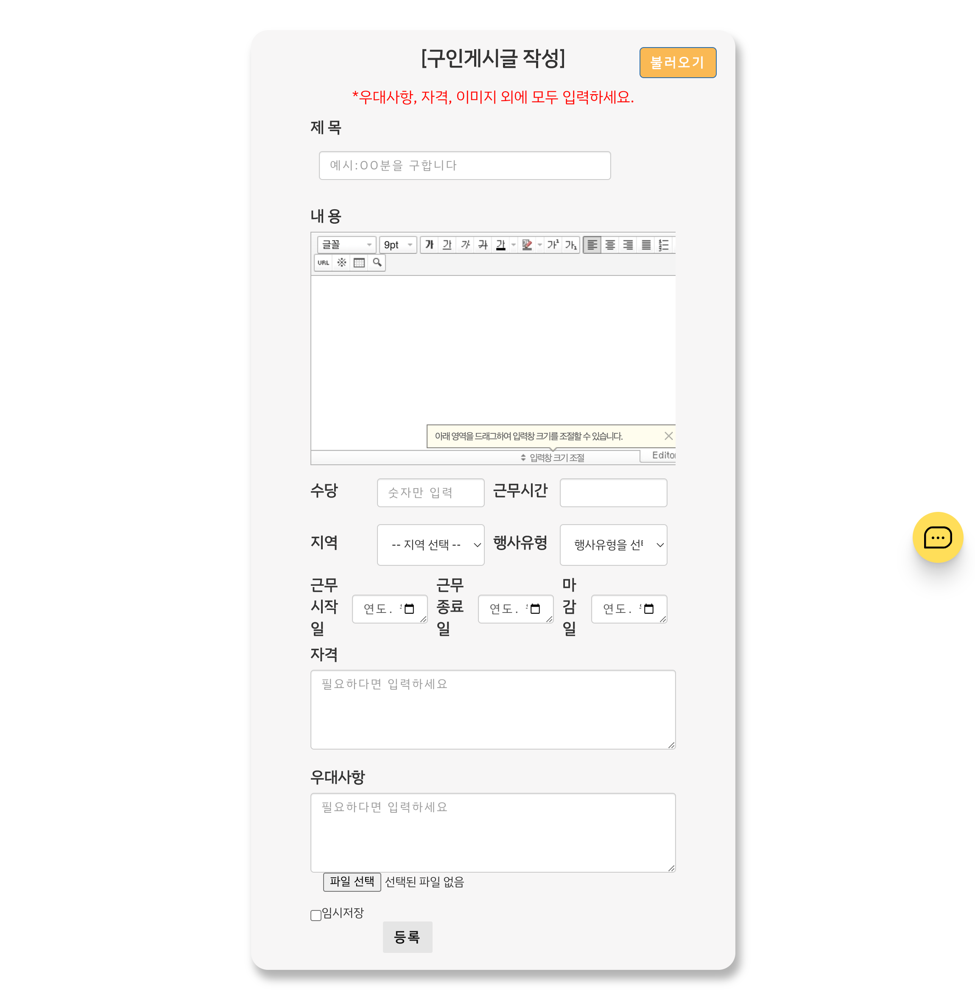 [구인게시글 작성]
불러오기
*우대사항, 자격, 이미지 외에 모두 입력하세요.
제 목
예시:OO분을 구합니다
내 용
글꼴 9pt 가 가 가 가 가 가¹ 가₁
URL ※
아래 영역을 드래그하여 입력창 크기를 조절할 수 있습니다.
입력창 크기 조절
수당 숫자만 입력 근무시간
지역 -- 지역 선택 -- 행사유형 행사유형을
근무
시작
일
연도.
근무
종료
일
연도.
마
감
일
연도.
자격
필요하다면 입력하세요
우대사항
필요하다면 입력하세요
파일 선택 선택된 파일 없음
임시저장
등록